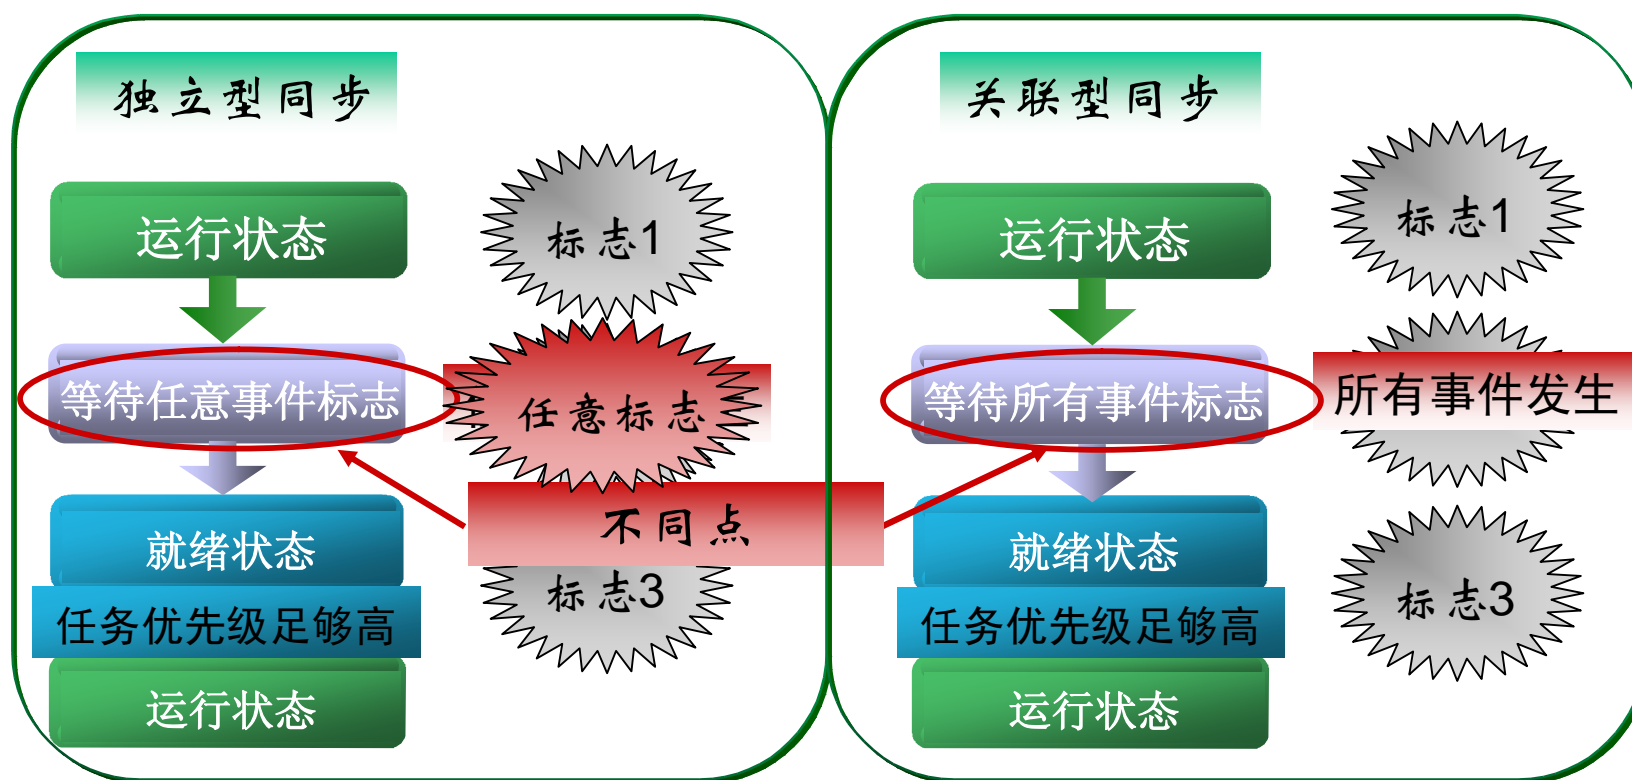 独立型同步
运行状态
等待任意事件标志
就绪状态
任务优先级足够高
运行状态
标志1
任意标志
标志3
不同点
关联型同步
运行状态
等待所有事件标志
就绪状态
任务优先级足够高
运行状态
标志1
所有事件发生
标志3